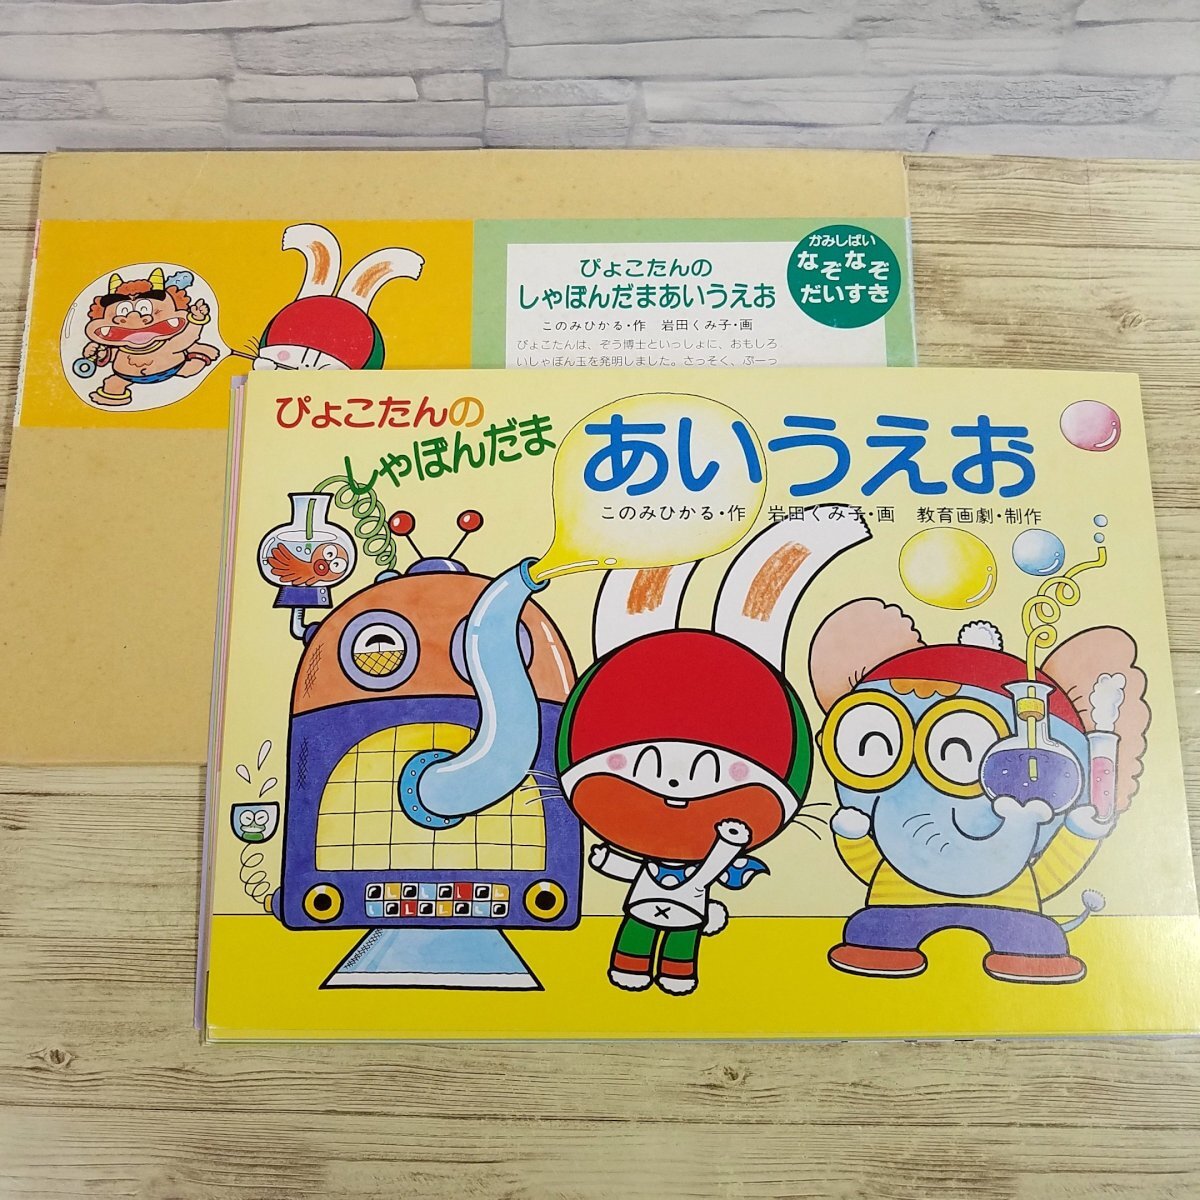 かみしばい
なぞなぞ
だいすき
ぴょこたんの
しゃぼんだまあいうえお
このみひかる・作 岩田くみ子・画
ぴょこたんは、ぞう博士といっしょに、おもしろ
いしゃぼん玉を発明しました。さっそく、ぷーっ
ぴょこたんの
しゃぼんだま
あいうえお
このみひかる・作 岩田くみ子・画 教育画劇・制作